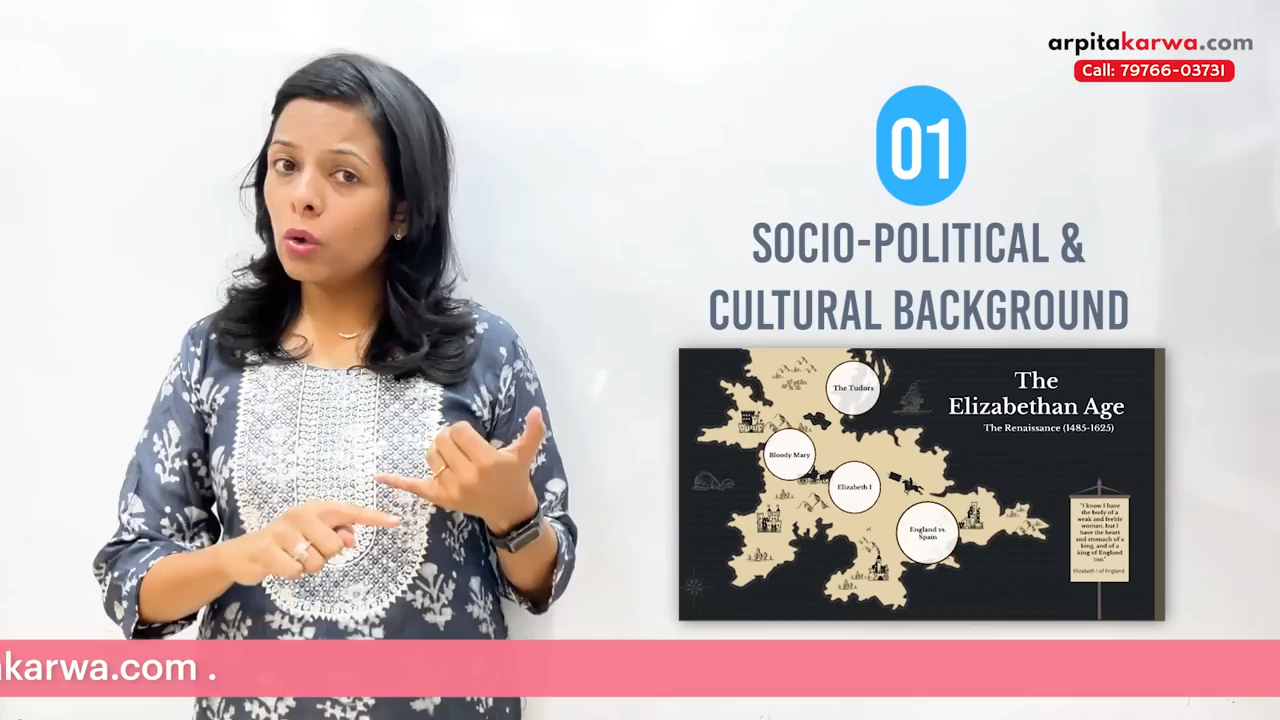 arpitakarwa.com
Call: 79766-03731
01
SOCIO-POLITICAL &
CULTURAL BACKGROUND
The Tudors
The
Elizabethan Age
The Renaissance (1485-1625)
Bloody Mary
Elizabeth I
England vs.
Spain
"I know I have
the body of a
weak and feeble
woman, but I
have the heart
and stomach of a
king, and of a
king of England
too."
Elizabeth I of England
akarwa.com .